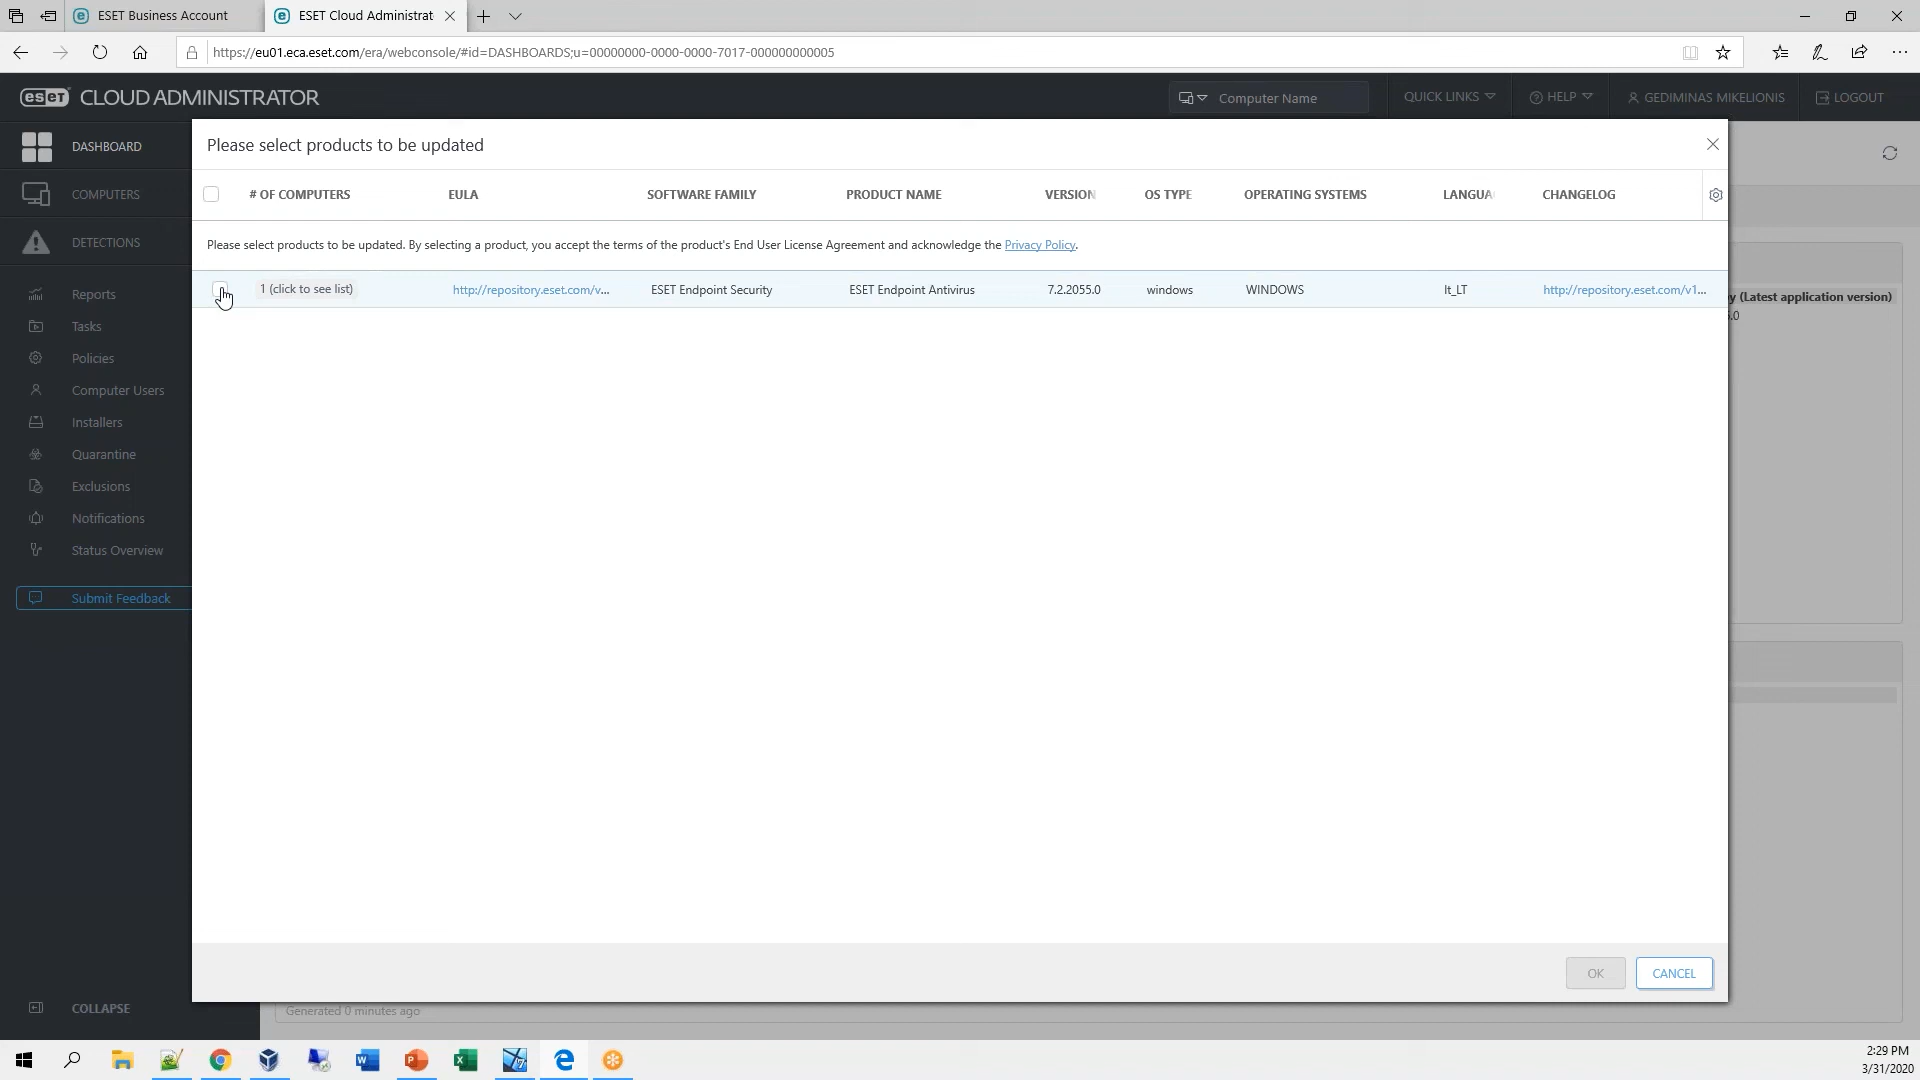 ESET Business Account
ESET Cloud Administrat
https://eu01.eca.eset.com/era/webconsole/#id=DASHBOARDS;u=00000000-0000-0000-7017-000000000005
eset CLOUD ADMINISTRATOR
Computer Name
QUICK LINKS
HELP
GEDIMINAS MIKELIONIS
LOGOUT
DASHBOARD
COMPUTERS
DETECTIONS
Reports
Tasks
Policies
Computer Users
Installers
Quarantine
Exclusions
Notifications
Status Overview
Submit Feedback
COLLAPSE
Please select products to be updated
# OF COMPUTERS EULA SOFTWARE FAMILY PRODUCT NAME VERSION OS TYPE OPERATING SYSTEMS LANGUA CHANGELOG
Please select products to be updated. By selecting a product, you accept the terms of the product's End User License Agreement and acknowledge the Privacy Policy.
1 (click to see list) http://repository.eset.com/v... ESET Endpoint Security ESET Endpoint Antivirus 7.2.2055.0 windows WINDOWS lt_LT http://repository.eset.com/v1...
y (Latest application version)
.0
OK
CANCEL
Generated 0 minutes ago
2:29 PM
3/31/2020